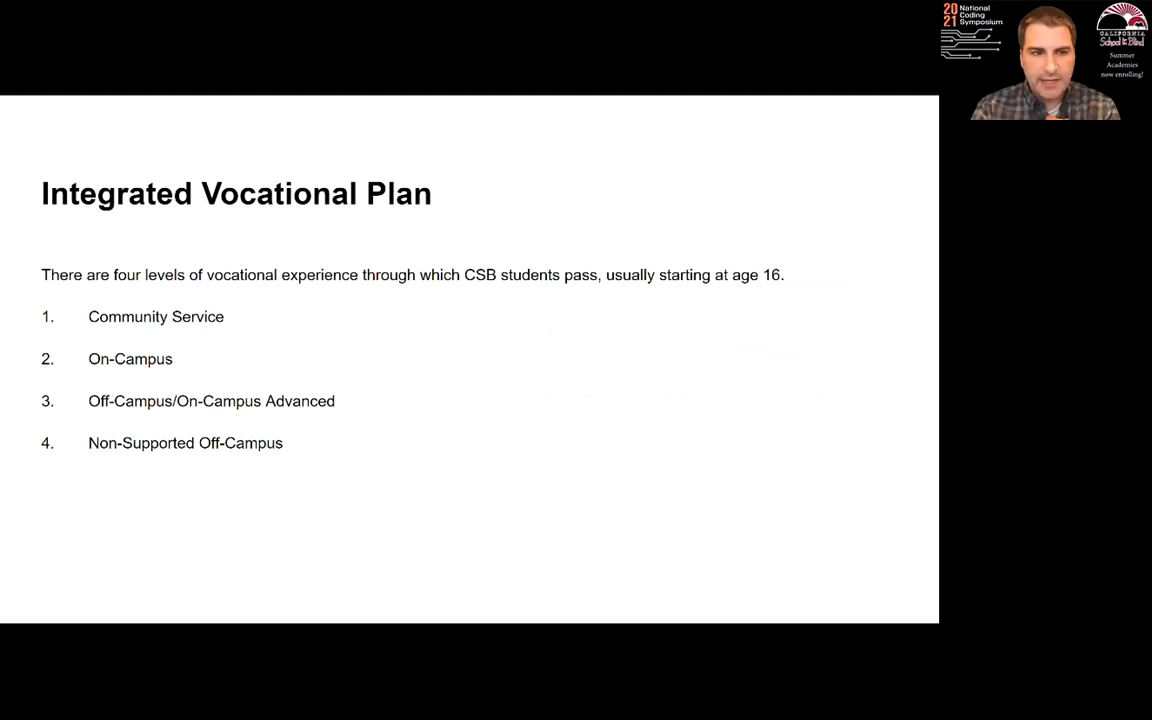 20 National
21 Coding
Symposium
CALIFORNIA
School for the Blind
Summer
Academies
now enrolling!
Integrated Vocational Plan
There are four levels of vocational experience through which CSB students pass, usually starting at age 16.
1. Community Service
2. On-Campus
3. Off-Campus/On-Campus Advanced
4. Non-Supported Off-Campus